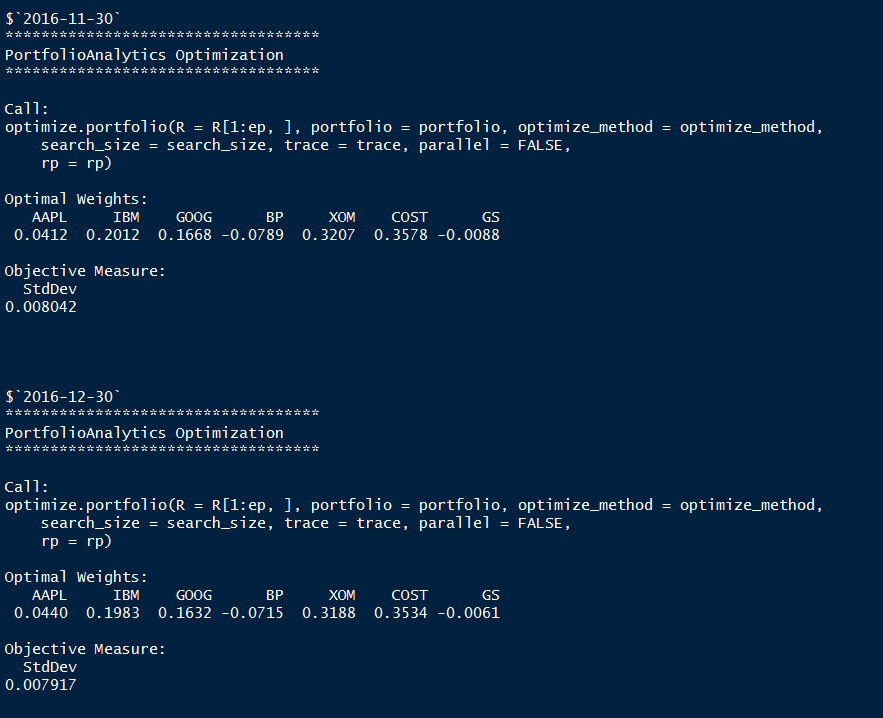 $`2016-11-30`
***********************************
PortfolioAnalytics Optimization
***********************************
Call:
optimize.portfolio(R = R[1:ep, ], portfolio = portfolio, optimize_method = optimize_method,
    search_size = search_size, trace = trace, parallel = FALSE,
    rp = rp)
Optimal Weights:
   AAPL     IBM    GOOG      BP     XOM    COST      GS
 0.0412  0.2012  0.1668 -0.0789  0.3207  0.3578 -0.0088
Objective Measure:
  StdDev
0.008042
$`2016-12-30`
***********************************
PortfolioAnalytics Optimization
***********************************
Call:
optimize.portfolio(R = R[1:ep, ], portfolio = portfolio, optimize_method = optimize_method,
    search_size = search_size, trace = trace, parallel = FALSE,
    rp = rp)
Optimal Weights:
   AAPL     IBM    GOOG      BP     XOM    COST      GS
 0.0440  0.1983  0.1632 -0.0715  0.3188  0.3534 -0.0061
Objective Measure:
  StdDev
0.007917